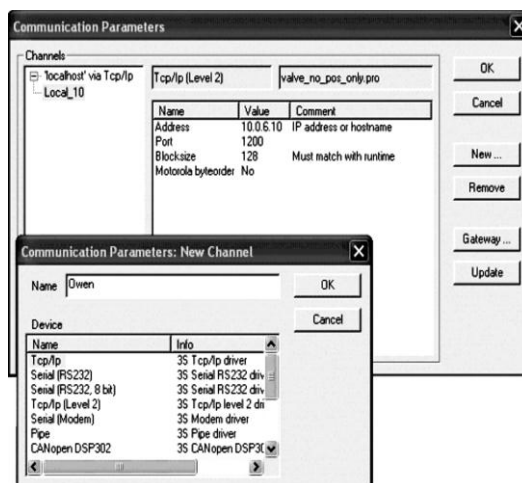 Communication Parameters
Channels
'localhost' via Tcp/Ip
Local_10
Tcp/Ip (Level 2) valve_no_pos_only.pro
Name Value Comment
Address 10.0.6.10 IP address or hostname
Port 1200
Blocksize 128 Must match with runtime
Motorola byteorder No
OK
Cancel
New ...
Remove
Gateway ...
Update
Communication Parameters: New Channel
Name Owen
OK
Cancel
Device
Name Info
Tcp/Ip 3S Tcp/Ip driver
Serial (RS232) 3S Serial RS232 driv
Serial (RS232, 8 bit) 3S Serial RS232 driv
Tcp/Ip (Level 2) 3S Tcp/Ip level 2 dri
Serial (Modem) 3S Modem driver
Pipe 3S Pipe driver
CANopen DSP302 3S CANopen DSP30